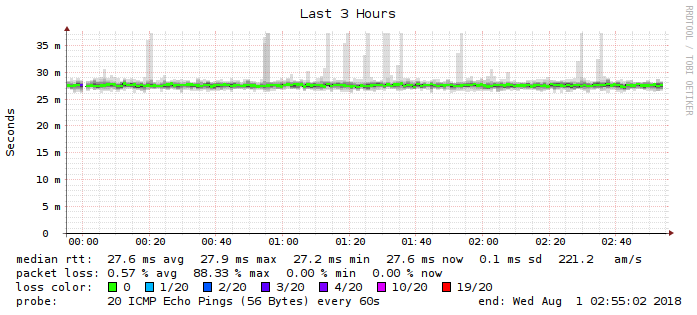 Last 3 Hours
RRDTOOL / TOBI OETIKER
Seconds
35 m
30 m
25 m
20 m
15 m
10 m
5 m
0
00:00 00:20 00:40 01:00 01:20 01:40 02:00 02:20 02:40
median rtt: 27.6 ms avg 27.9 ms max 27.2 ms min 27.6 ms now 0.1 ms sd 221.2 am/s
packet loss: 0.57 % avg 88.33 % max 0.00 % min 0.00 % now
loss color: 0 1/20 2/20 3/20 4/20 10/20 19/20
probe: 20 ICMP Echo Pings (56 Bytes) every 60s end: Wed Aug 1 02:55:02 2018